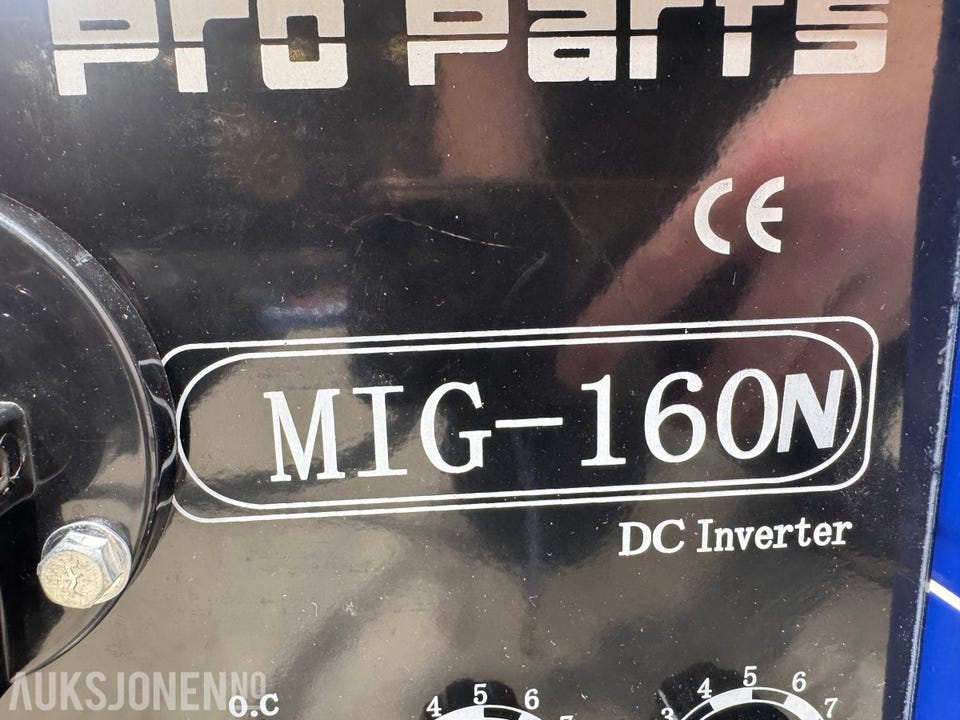 Pro Parts
CE
MIG-160N
DC Inverter
O.C
4 5 6
3 4 5 6 7
AUKSJONEN.NO